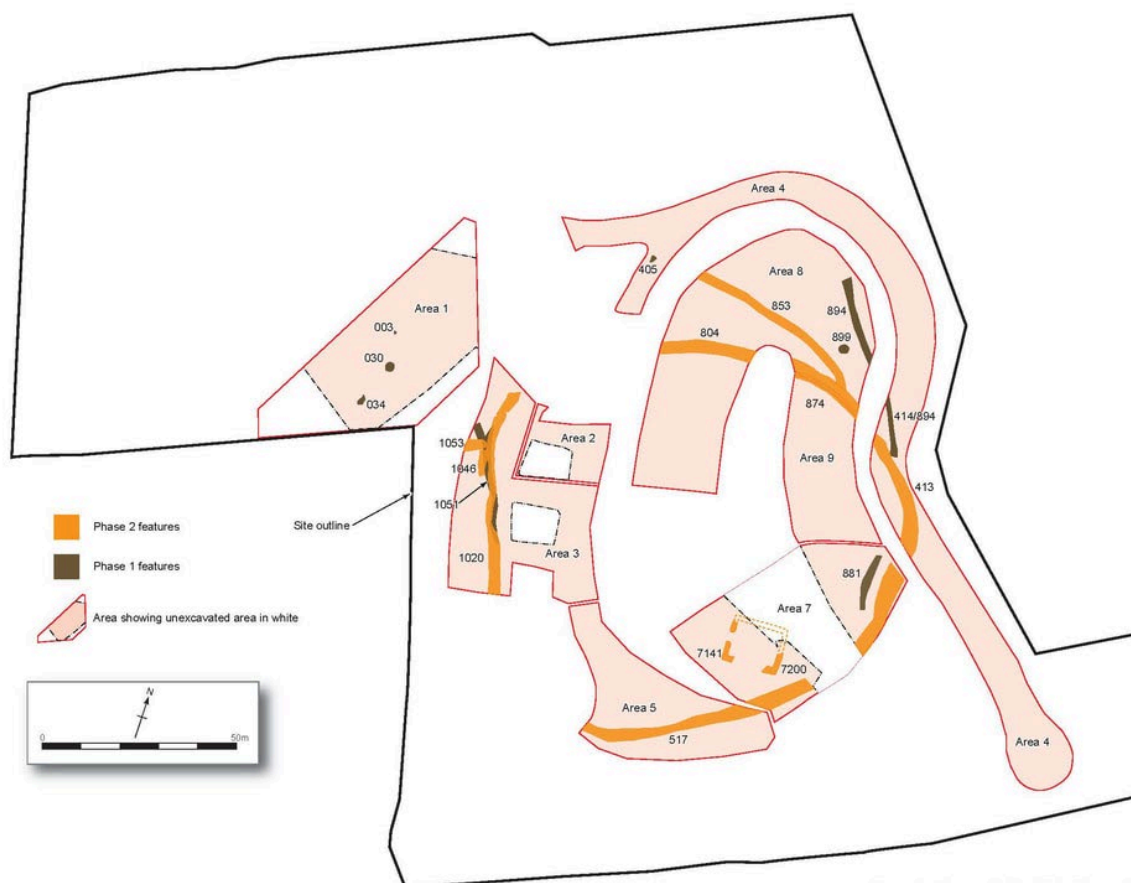 Area 4
405
Area 8
853
894
Area 1
003
804
899
030
034
874
414/894
Area 2
1053
Area 9
1046
413
1051
Site outline
Phase 2 features
1020
Area 3
Phase 1 features
881
Area 7
Area showing unexcavated area in white
7141
7200
N
Area 5
517
0
50m
Area 4